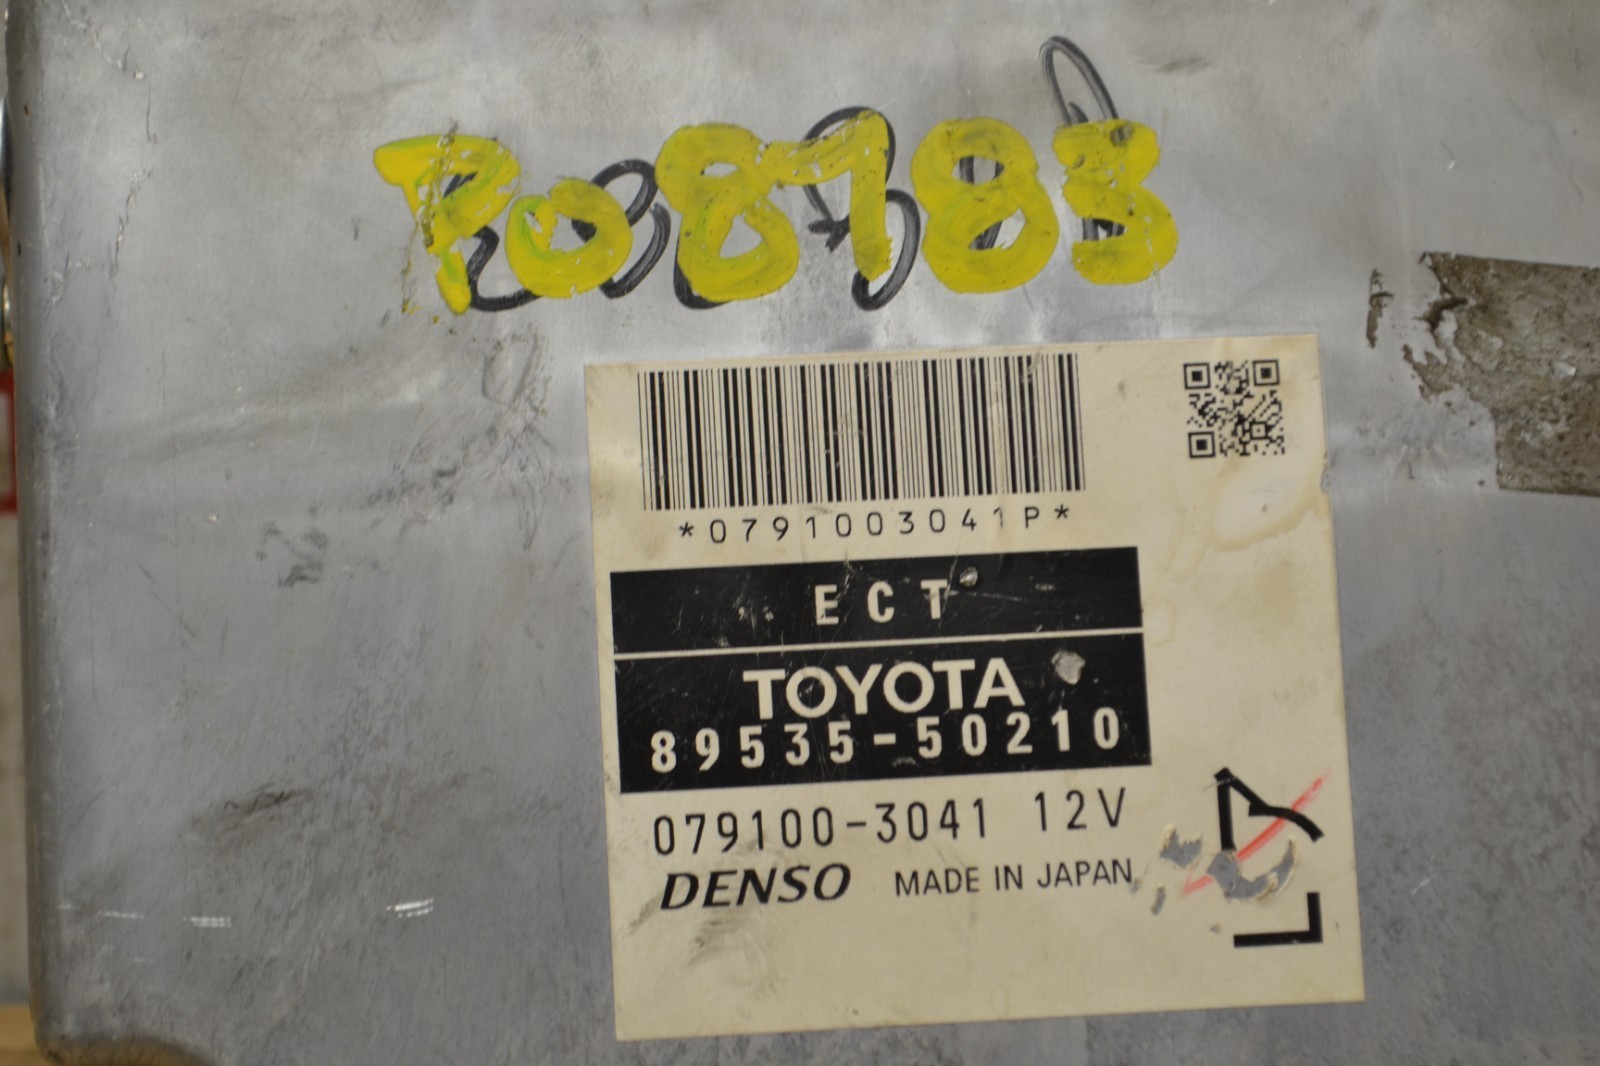 R08983
*0791003041P*
ECT
TOYOTA
89535-50210
079100-3041 12V
DENSO MADE IN JAPAN